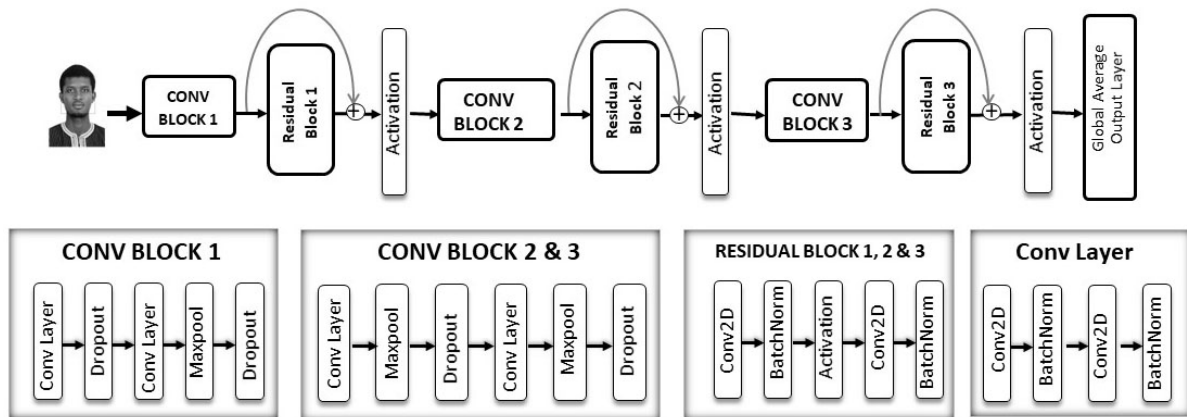 CONV
BLOCK 1
Residual
Block 1
+
Activation
CONV
BLOCK 2
Residual
Block 2
+
Activation
CONV
BLOCK 3
Residual
Block 3
+
Activation
Global Average
Output Layer
CONV BLOCK 1
Conv Layer
Dropout
Conv Layer
Maxpool
Dropout
CONV BLOCK 2 & 3
Conv Layer
Maxpool
Dropout
Conv Layer
Maxpool
Dropout
RESIDUAL BLOCK 1, 2 & 3
Conv2D
BatchNorm
Activation
Conv2D
BatchNorm
Conv Layer
Conv2D
BatchNorm
Conv2D
BatchNorm